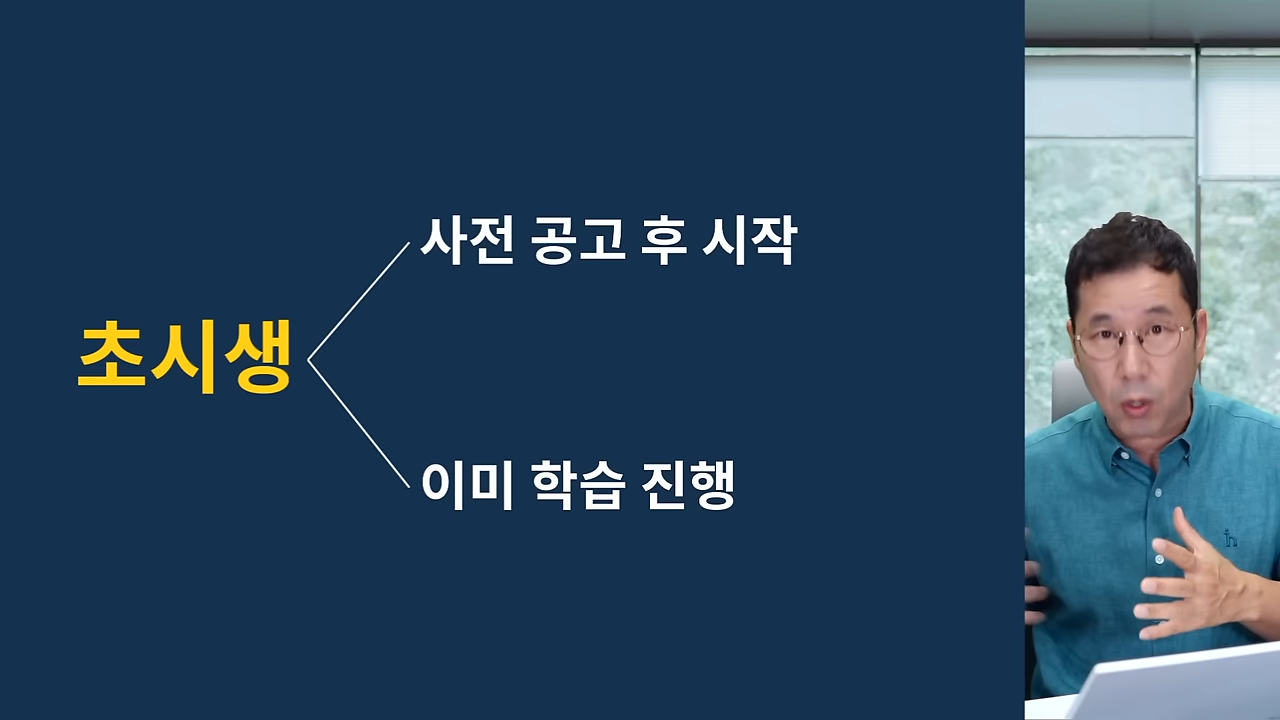 사전 공고 후 시작
초시생
이미 학습 진행